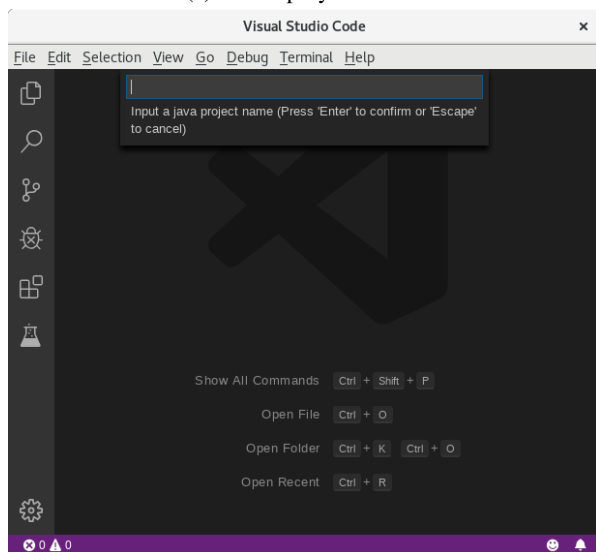 Visual Studio Code ×
File Edit Selection View Go Debug Terminal Help
Input a java project name (Press 'Enter' to confirm or 'Escape'
to cancel)
Show All Commands Ctrl + Shift + P
Open File Ctrl + O
Open Folder Ctrl + K Ctrl + O
Open Recent Ctrl + R
0 0